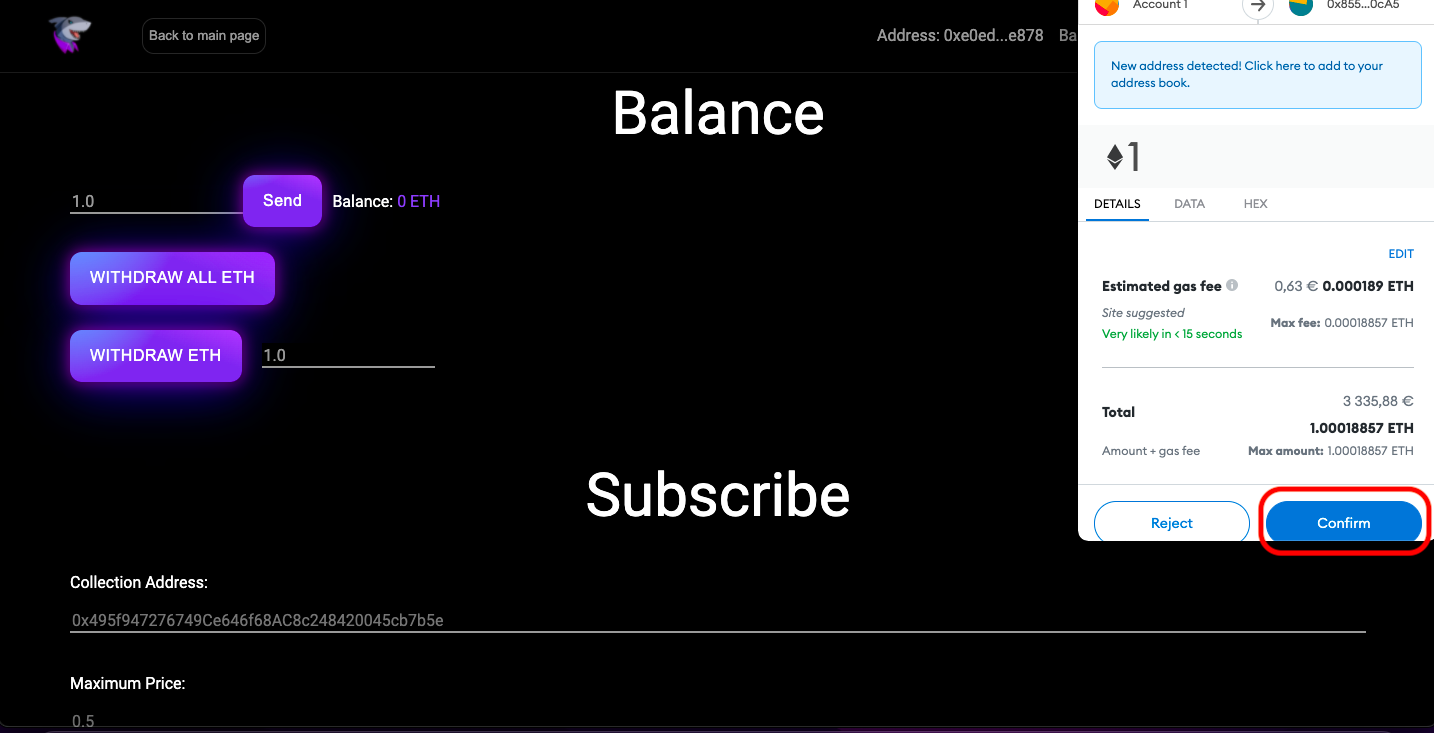 Back to main page
Address: 0xe0ed...e878 Ba
Account 1
0x855...0cA5
New address detected! Click here to add to your
address book.
Balance
1
1.0
Send
Balance: 0 ETH
DETAILS
DATA
HEX
WITHDRAW ALL ETH
EDIT
Estimated gas fee
0,63 € 0.000189 ETH
Site suggested
Max fee: 0.00018857 ETH
Very likely in < 15 seconds
WITHDRAW ETH
1.0
Total
3 335,88 €
1.00018857 ETH
Amount + gas fee
Max amount: 1.00018857 ETH
Subscribe
Reject
Confirm
Collection Address:
0x495f947276749Ce646f68AC8c248420045cb7b5e
Maximum Price:
0.5